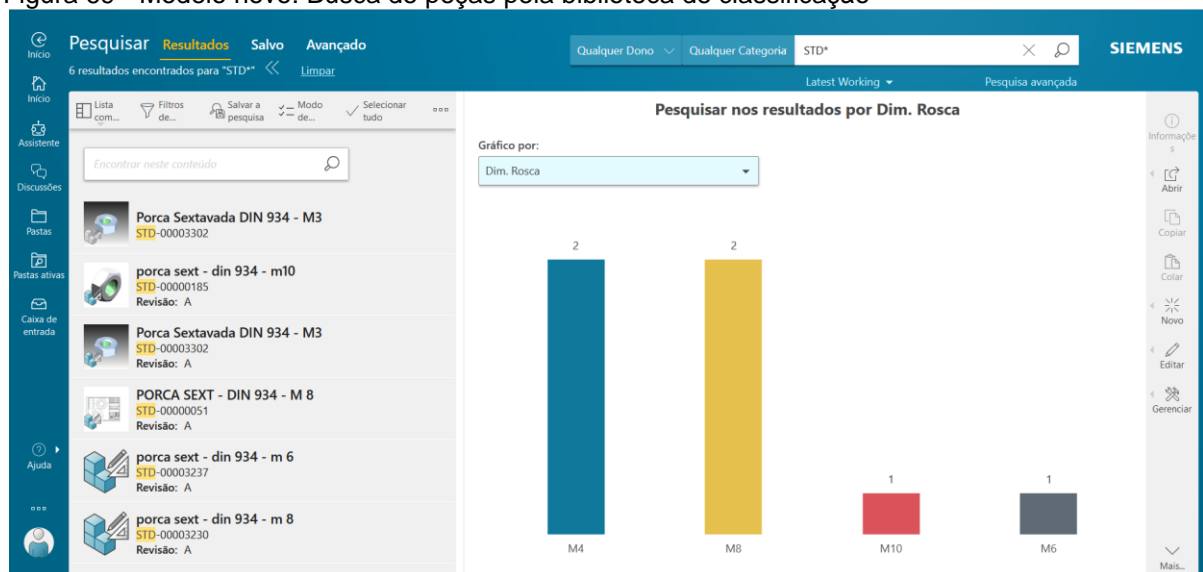 Figura 66 - Modelo novo: Busca de peças pela biblioteca de classificação
Início
Pesquisar Resultados Salvo Avançado
6 resultados encontrados para "STD*" Limpar
Qualquer Dono Qualquer Categoria STD*
SIEMENS
Latest Working Pesquisa avançada
Início
Assistente
Discussões
Pastas
Pastas ativas
Caixa de
entrada
Ajuda
Lista
com...
Filtros
de...
Salvar a
pesquisa
Modo
de...
Selecionar
tudo
Encontrar neste conteúdo
Porca Sextavada DIN 934 - M3
STD-00003302
porca sext - din 934 - m10
STD-00000185
Revisão: A
Porca Sextavada DIN 934 - M3
STD-00003302
Revisão: A
PORCA SEXT - DIN 934 - M 8
STD-00000051
Revisão: A
porca sext - din 934 - m 6
STD-00003237
Revisão: A
porca sext - din 934 - m 8
STD-00003230
Revisão: A
Pesquisar nos resultados por Dim. Rosca
Gráfico por:
Dim. Rosca
2 2 1 1
M4 M8 M10 M6
Informaçõe
s
Abrir
Copiar
Colar
Novo
Editar
Gerenciar
Mais...